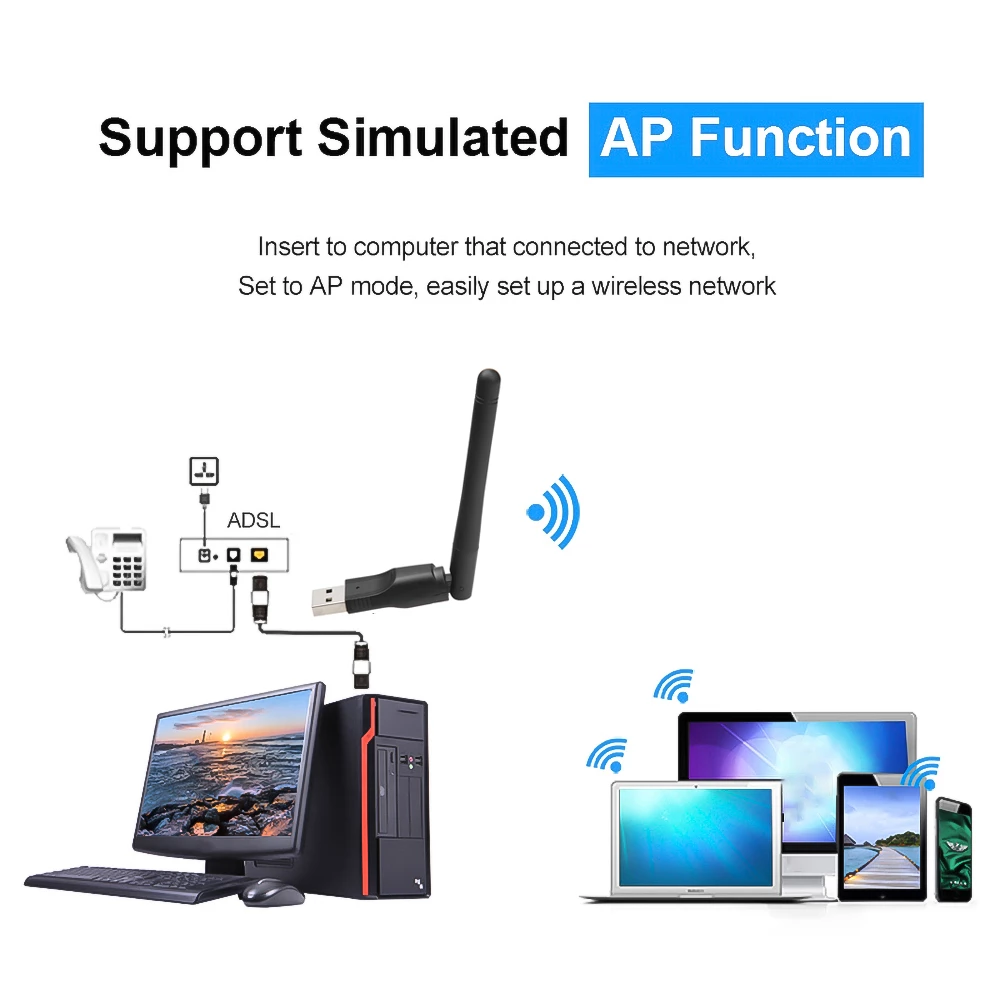 Support Simulated AP Function
Insert to computer that connected to network,
Set to AP mode, easily set up a wireless network
ADSL